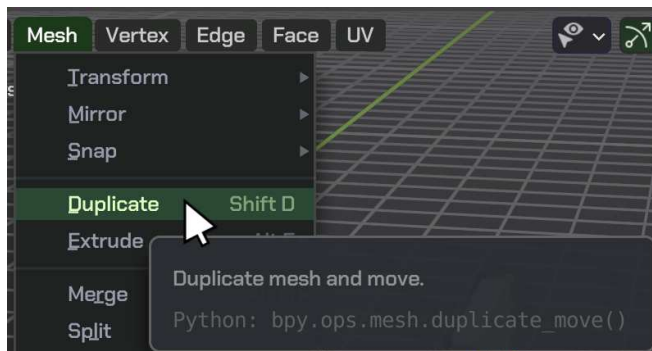 Mesh Vertex Edge Face UV
Transform
Mirror
Snap
Duplicate Shift D
Extrude
Duplicate mesh and move.
Merge
Python: bpy.ops.mesh.duplicate_move()
Split